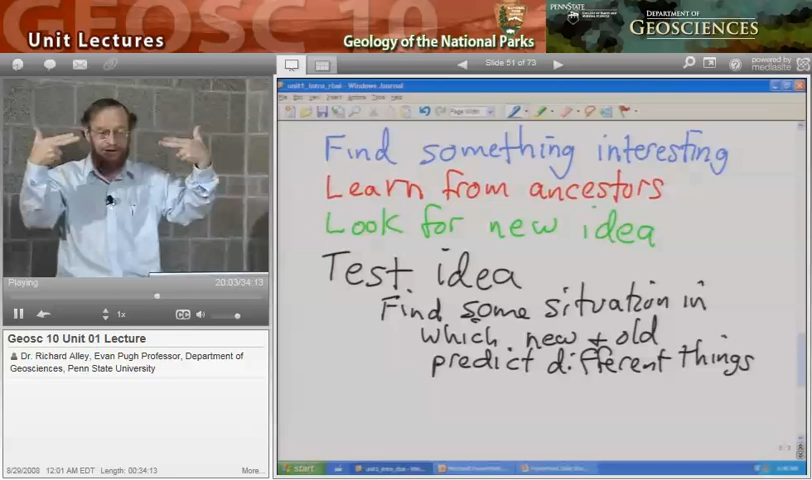 GEOSC 10
Unit Lectures
Geology of the National Parks
PENNSTATE
DEPARTMENT OF
GEOSCIENCES
Slide 51 of 73
powered by
mediasite
unit1_intro_rbai - Windows Journal
Find something interesting
Learn from ancestors
Look for new idea
Test idea
Find some situation in
which new + old
predict different things
Playing
20:03/34:13
1x
CC
Geosc 10 Unit 01 Lecture
Dr. Richard Alley, Evan Pugh Professor, Department of
Geosciences, Penn State University
8/29/2008 12:01 AM EDT Length: 00:34:13 More...
start